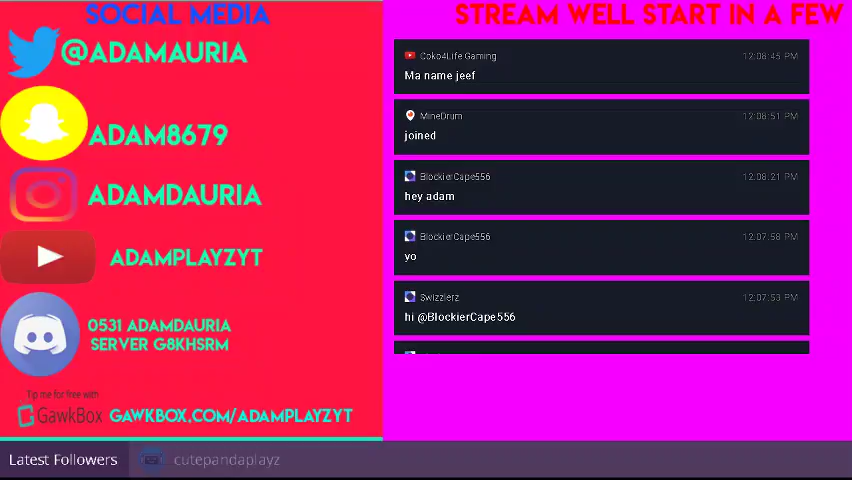 SOCIAL MEDIA
@ADAMAURIA
ADAM8679
ADAMDAURIA
ADAMPLAYZYT
0531 ADAMDAURIA
SERVER G8KHSRM
Tip me for free with
GawkBox GAWKBOX.COM/ADAMPLAYZYT
STREAM WELL START IN A FEW
Coko4Life Gaming 12:08:45 PM
Ma name jeef
MineDrum 12:08:51 PM
joined
BlockierCape556 12:08:21 PM
hey adam
BlockierCape556 12:07:58 PM
yo
Swizzlerz 12:07:53 PM
hi @BlockierCape556
Latest Followers cutepandaplayz